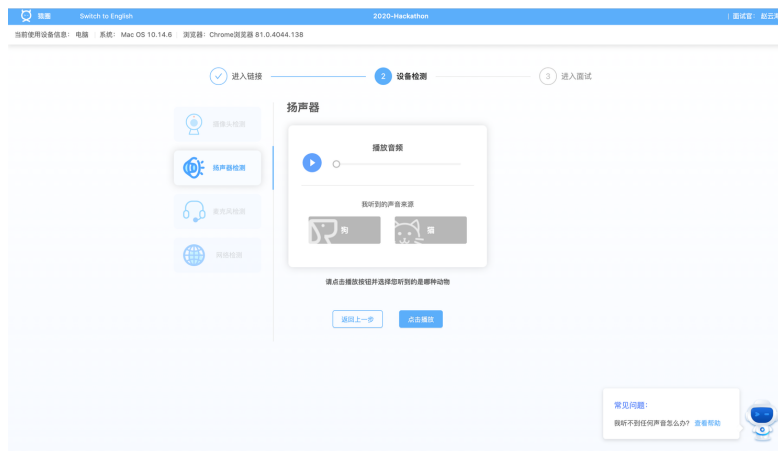 Switch to English
2020-Hackathon
面试官: 赵云
当前使用设备信息: 电脑 系统: Mac OS 10.14.6 浏览器: Chrome浏览器 81.0.4044.138
进入链接
2 设备检测
3 进入面试
扬声器
摄像头检测
扬声器检测
麦克风检测
网络检测
播放音频
我听到的声音来源
狗
猫
请点击播放按钮并选择您听到的是哪种动物
返回上一步
点击播放
常见问题:
我听不到任何声音怎么办? 查看帮助